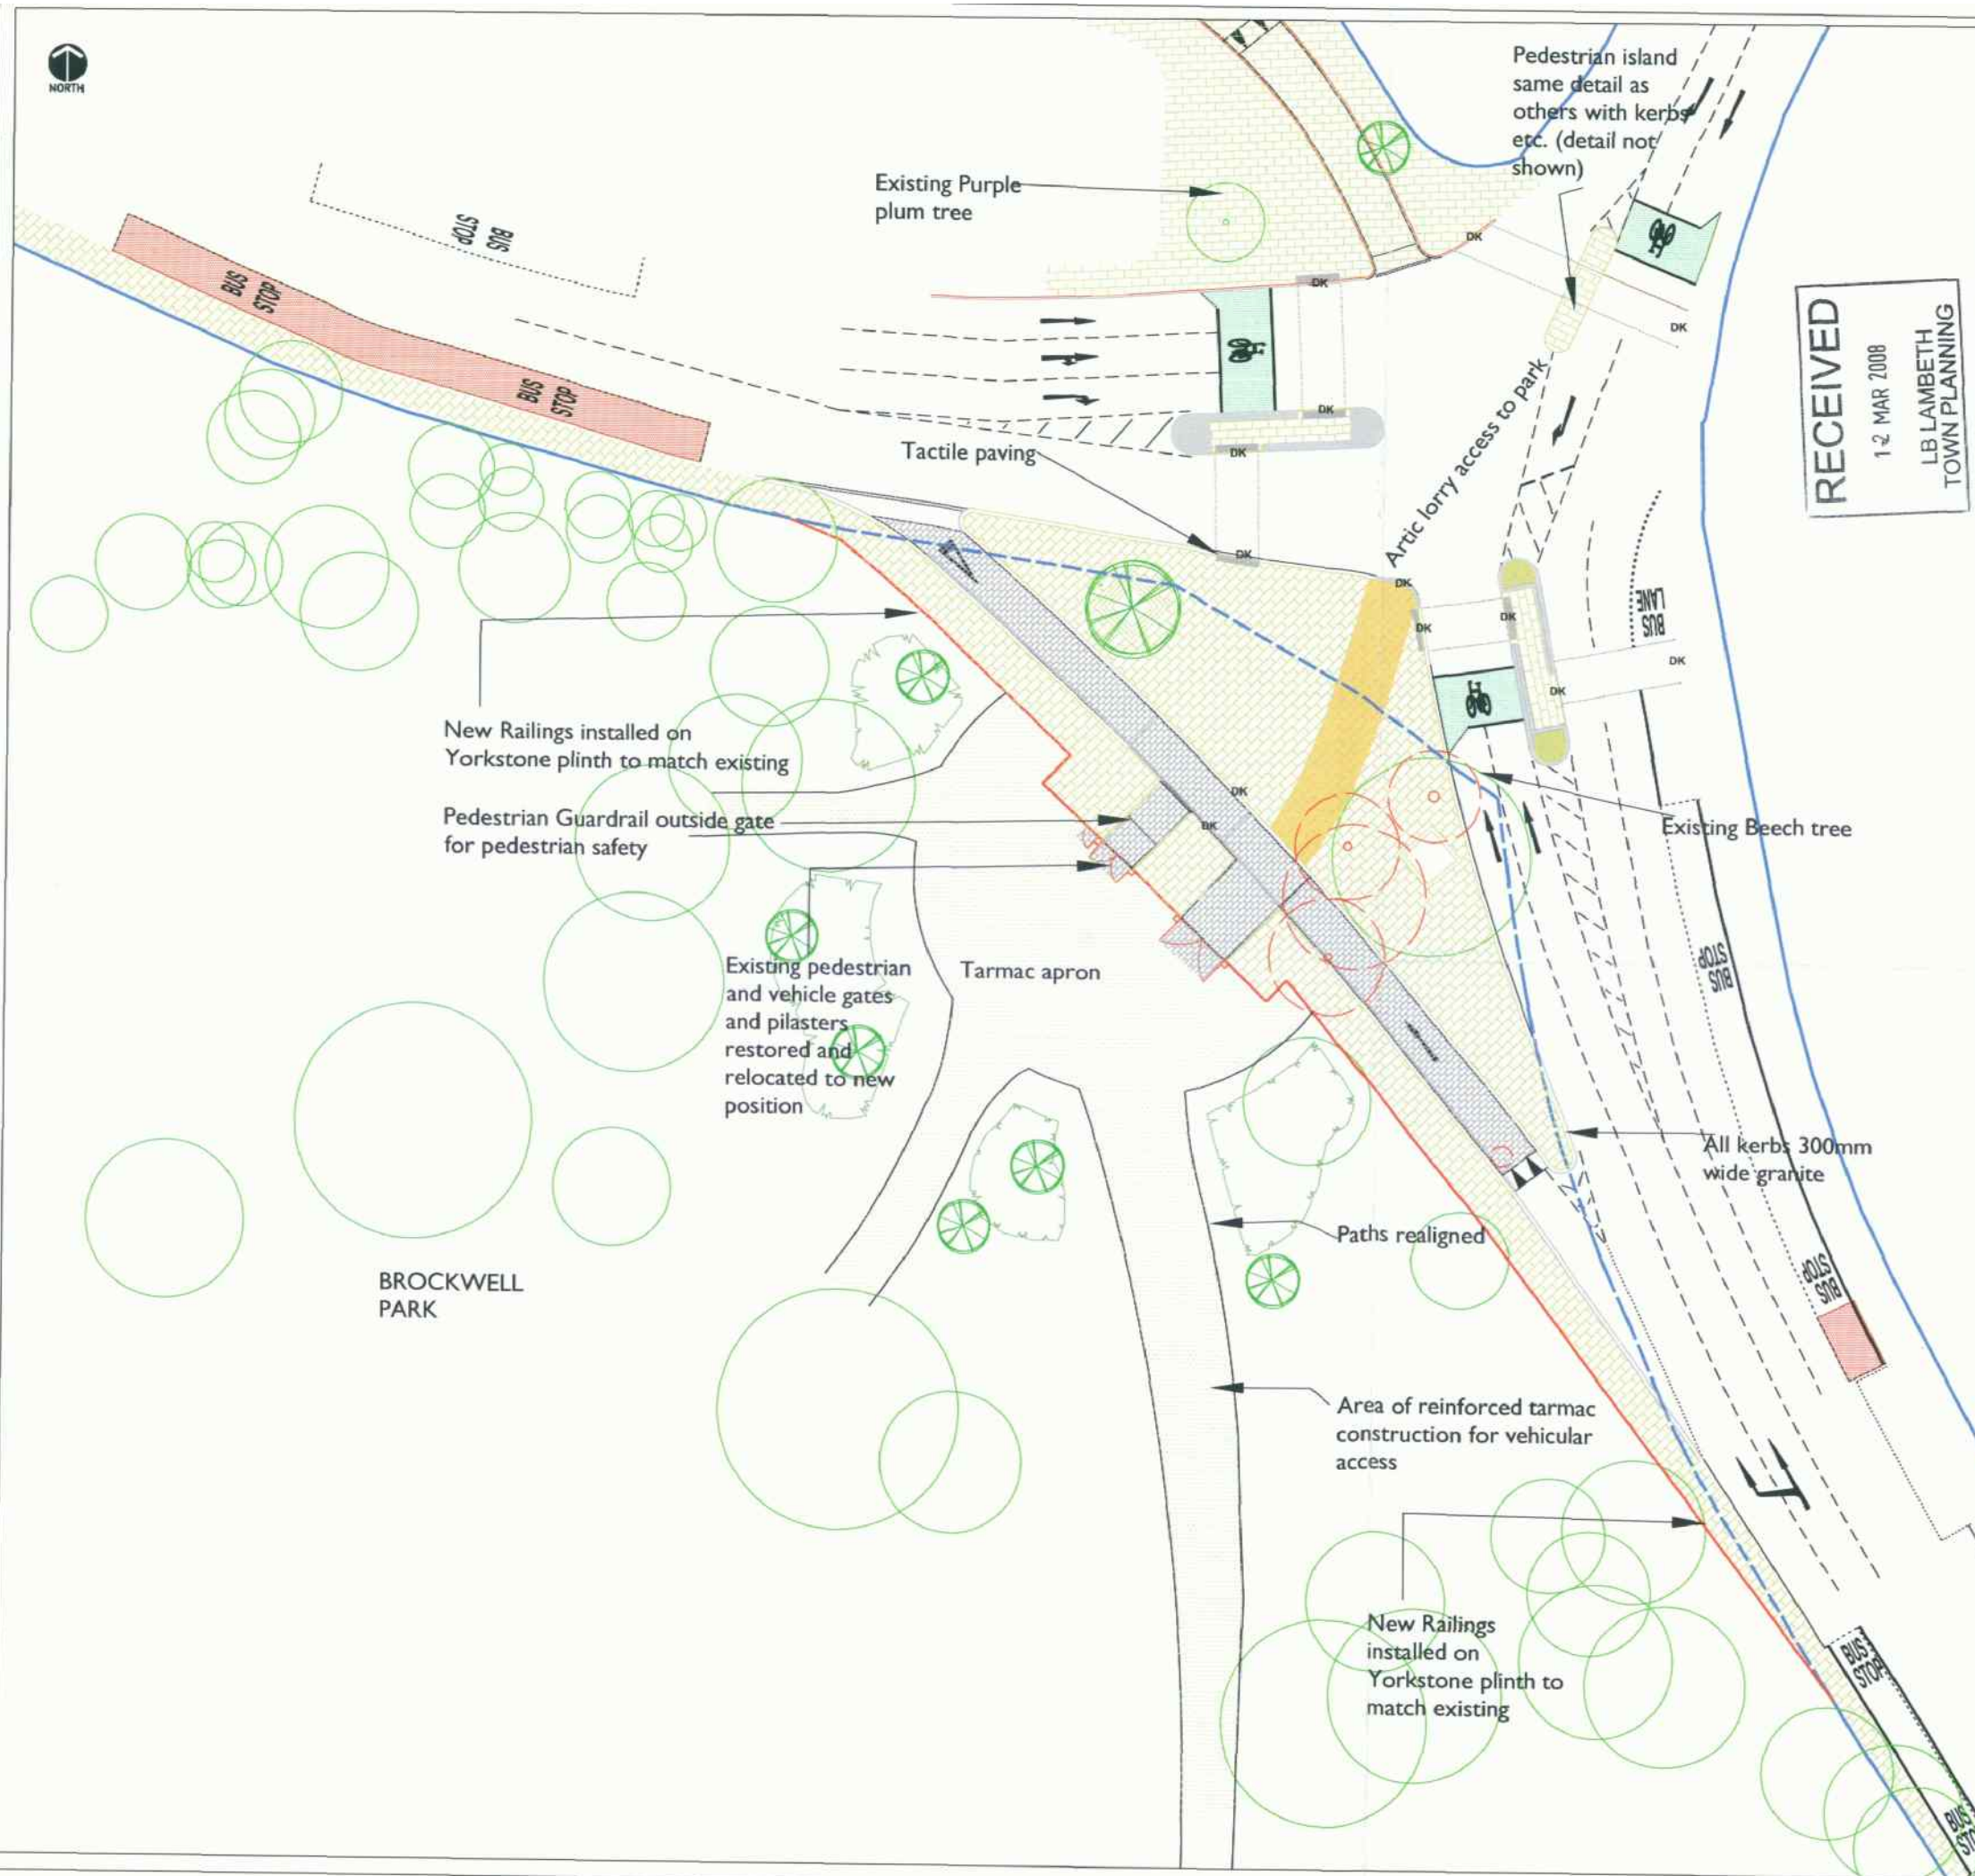 NORTH
Pedestrian island
same detail as
others with kerbs
etc. (detail not
shown)
Existing Purple
plum tree
BUS
STOP
BUS
STOP
BUS
STOP
DK
DK
DK
DK
DK
DK
RECEIVED
12 MAR 2008
LB LAMBETH
TOWN PLANNING
Tactile paving
Artic lorry access to park
DK
DK
DK
DK
DK
BUS
LANE
New Railings installed on
Yorkstone plinth to match existing
Pedestrian Guardrail outside gate
for pedestrian safety
DK
DK
Existing Beech tree
Existing pedestrian
and vehicle gates
and pilasters
restored and
relocated to new
position
Tarmac apron
BUS
STOP
All kerbs 300mm
wide granite
Paths realigned
BROCKWELL
PARK
BUS
STOP
Area of reinforced tarmac
construction for vehicular
access
New Railings
installed on
Yorkstone plinth to
match existing
BUS
STOP
BUS
STO